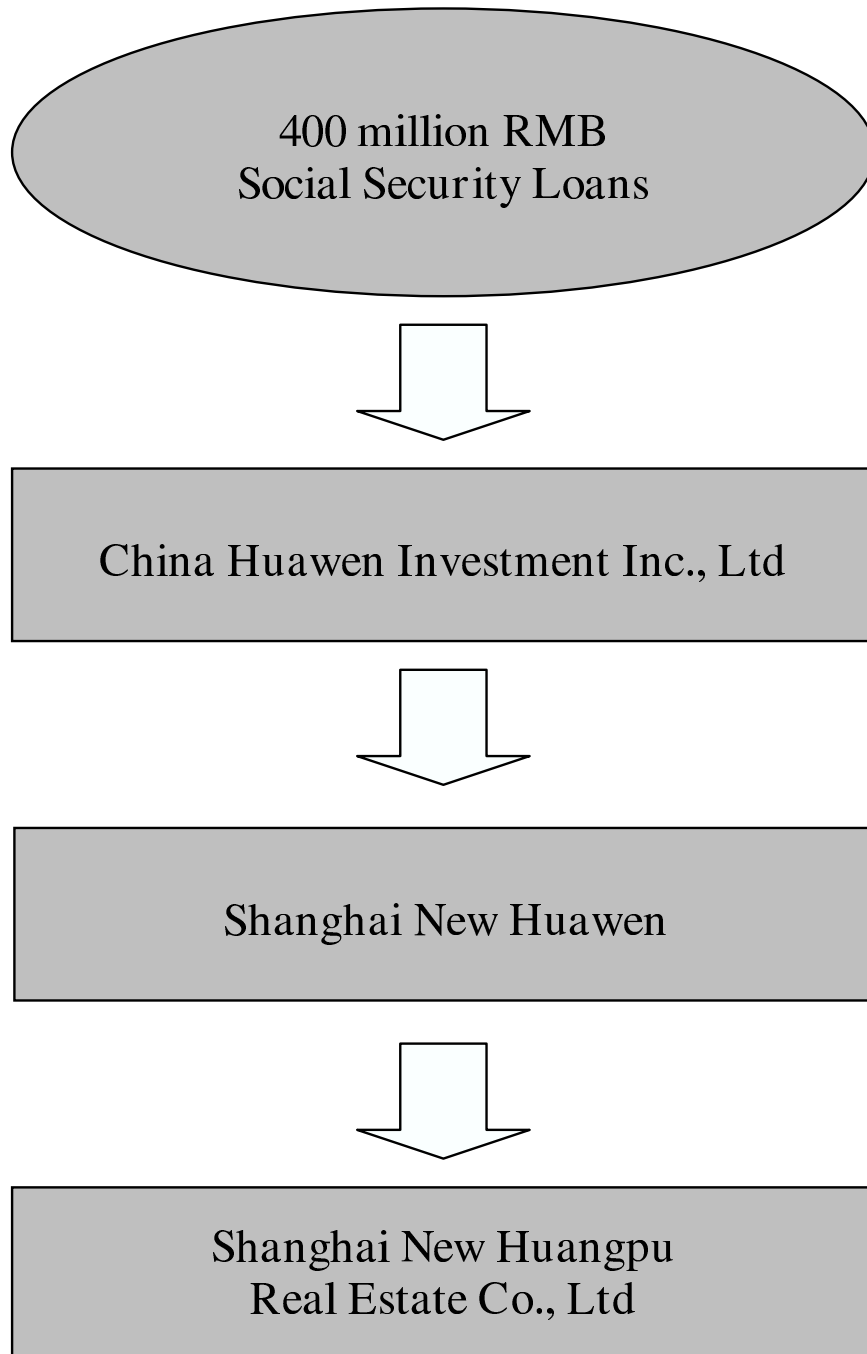 400 million RMB
Social Security Loans
China Huawen Investment Inc., Ltd
Shanghai New Huawen
Shanghai New Huangpu
Real Estate Co., Ltd